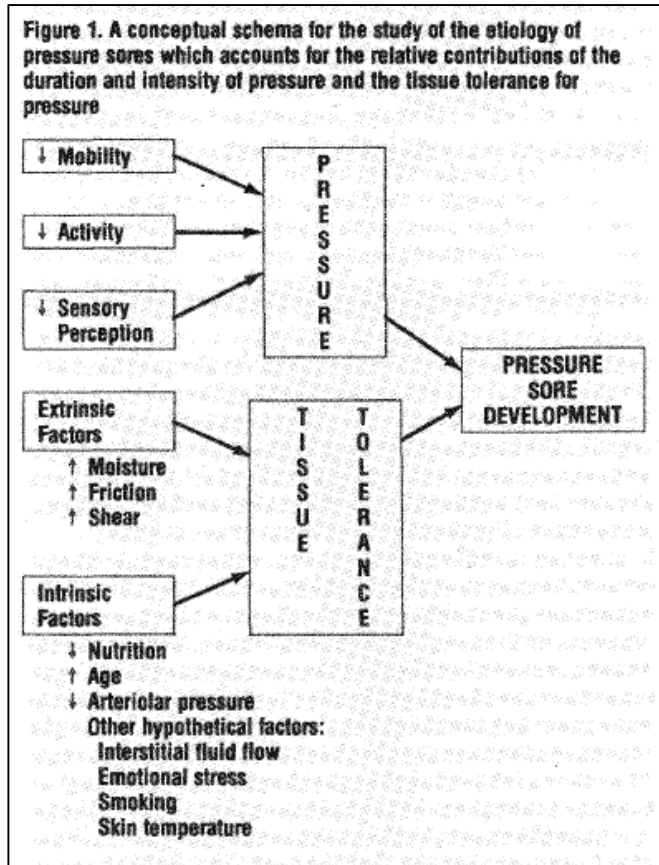 Figure 1. A conceptual schema for the study of the etiology of
pressure sores which accounts for the relative contributions of the
duration and intensity of pressure and the tissue tolerance for
pressure
↓ Mobility
↓ Activity
↓ Sensory
Perception
PRESSURE
Extrinsic
Factors
↑ Moisture
↑ Friction
↑ Shear
Intrinsic
Factors
↓ Nutrition
↑ Age
↓ Arteriolar pressure
Other hypothetical factors:
Interstitial fluid flow
Emotional stress
Smoking
Skin temperature
TISSUE
TOLERANCE
PRESSURE
SORE
DEVELOPMENT